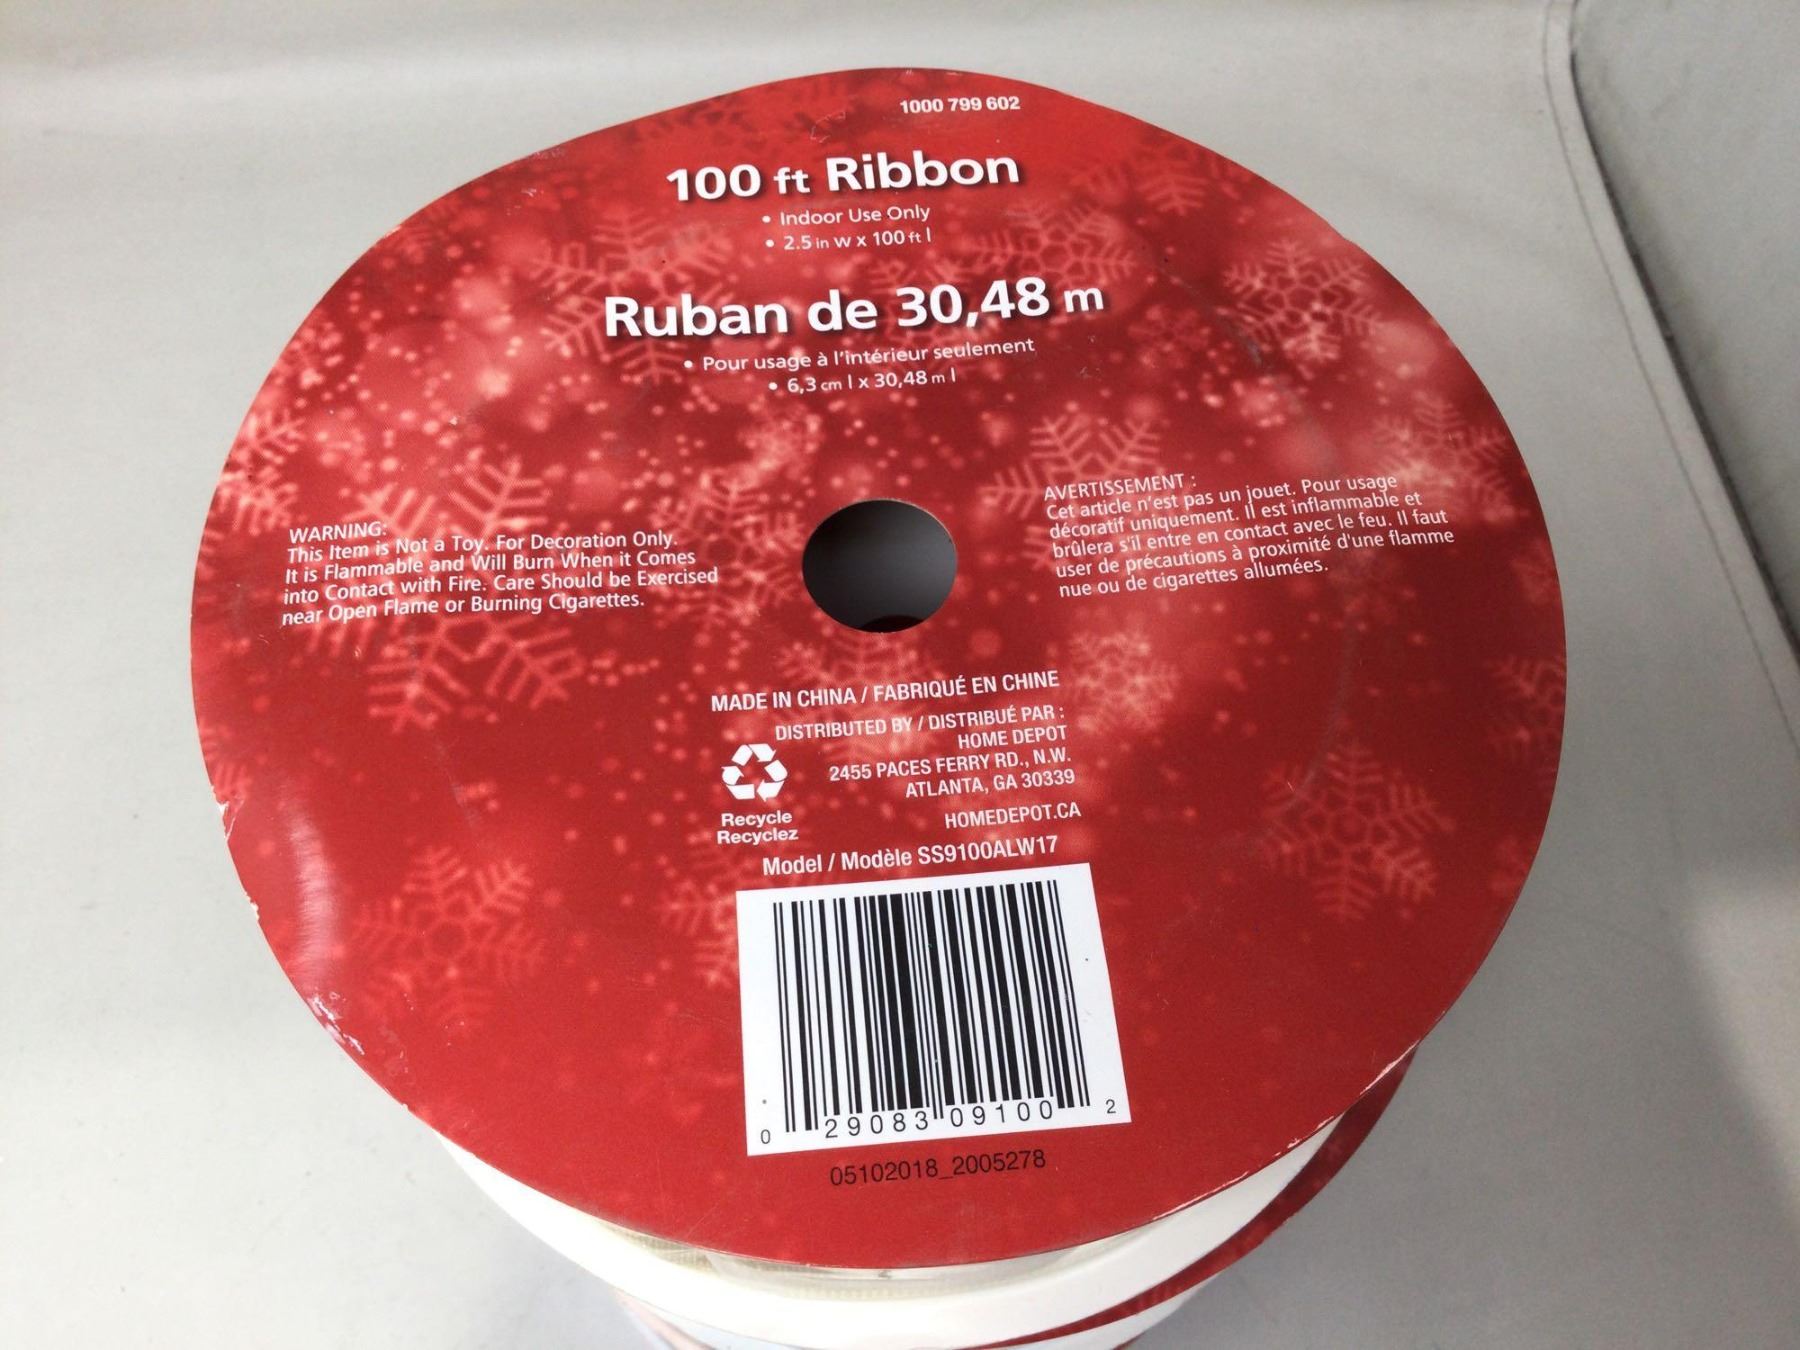 1000 799 602
100 ft Ribbon
• Indoor Use Only
• 2.5 in w x 100 ft l
Ruban de 30,48 m
• Pour usage à l'intérieur seulement
• 6,3 cm l x 30,48 m l
WARNING:
This Item is Not a Toy. For Decoration Only.
It is Flammable and Will Burn When it Comes
into Contact with Fire. Care Should be Exercised
near Open Flame or Burning Cigarettes.
AVERTISSEMENT :
Cet article n'est pas un jouet. Pour usage
décoratif uniquement. Il est inflammable et
brûlera s'il entre en contact avec le feu. Il faut
user de précautions à proximité d'une flamme
nue ou de cigarettes allumées.
MADE IN CHINA / FABRIQUÉ EN CHINE
DISTRIBUTED BY / DISTRIBUÉ PAR :
HOME DEPOT
2455 PACES FERRY RD., N.W.
ATLANTA, GA 30339
HOMEDEPOT.CA
Recycle
Recyclez
Model / Modèle SS9100ALW17
0 29083 09100 2
05102018_2005278